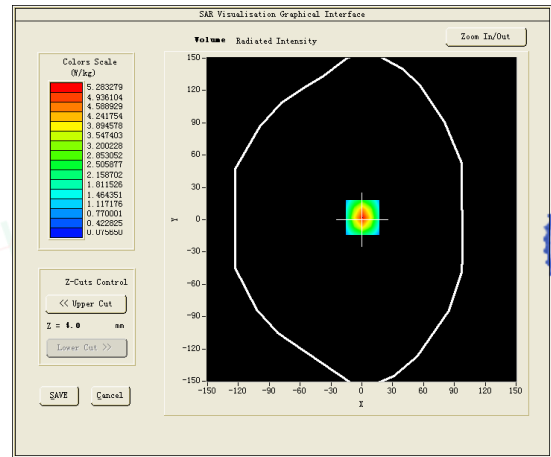 SAR Visualisation Graphical Interface
Volume Radiated Intensity
Zoom In/Out
Colors Scale
(W/kg)
5.283279
4.936104
4.588929
4.241754
3.894578
3.547403
3.200228
2.853052
2.505877
2.158702
1.811526
1.464351
1.117176
0.770001
0.422825
0.075650
Z-Cuts Control
<< Upper Cut
Z = 4.0 mm
Lower Cut >>
SAVE Cancel
150
120
90
60
30
0
-30
-60
-90
-120
-150
Y
-150 -120 -90 -60 -30 0 30 60 90 120 150
X